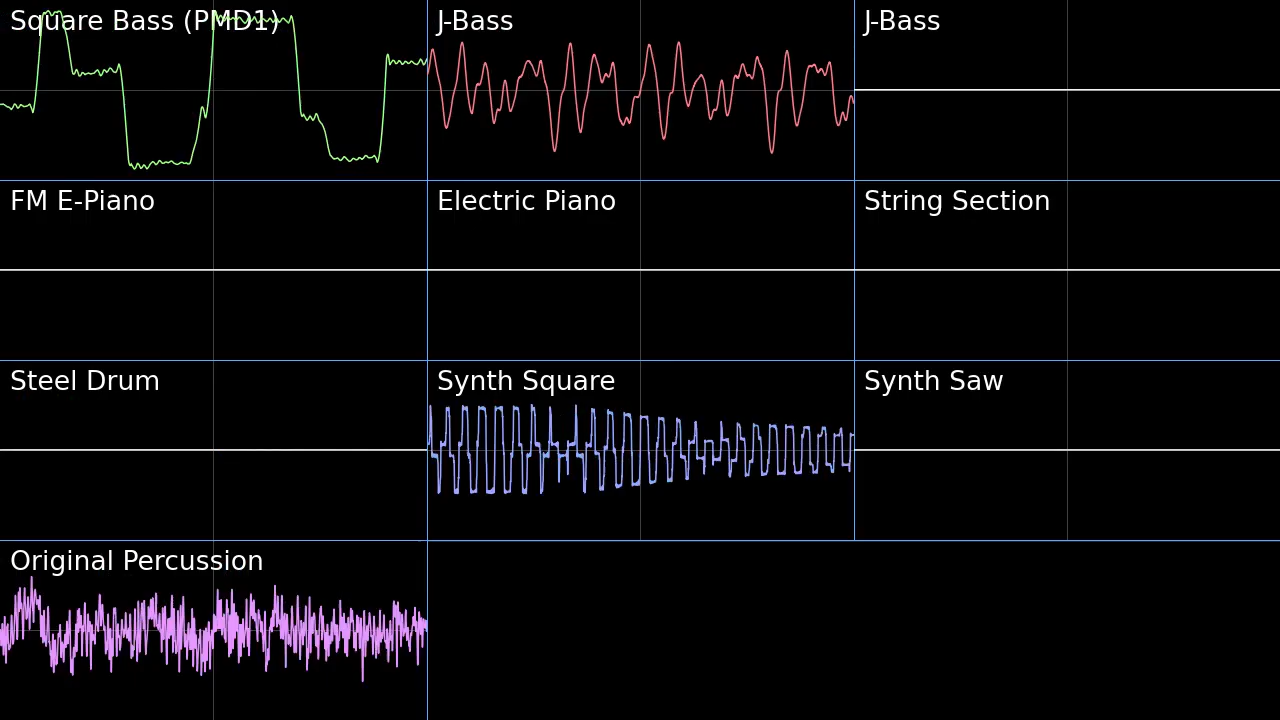 Square Bass (PMD1)
J-Bass
J-Bass
FM E-Piano
Electric Piano
String Section
Steel Drum
Synth Square
Synth Saw
Original Percussion